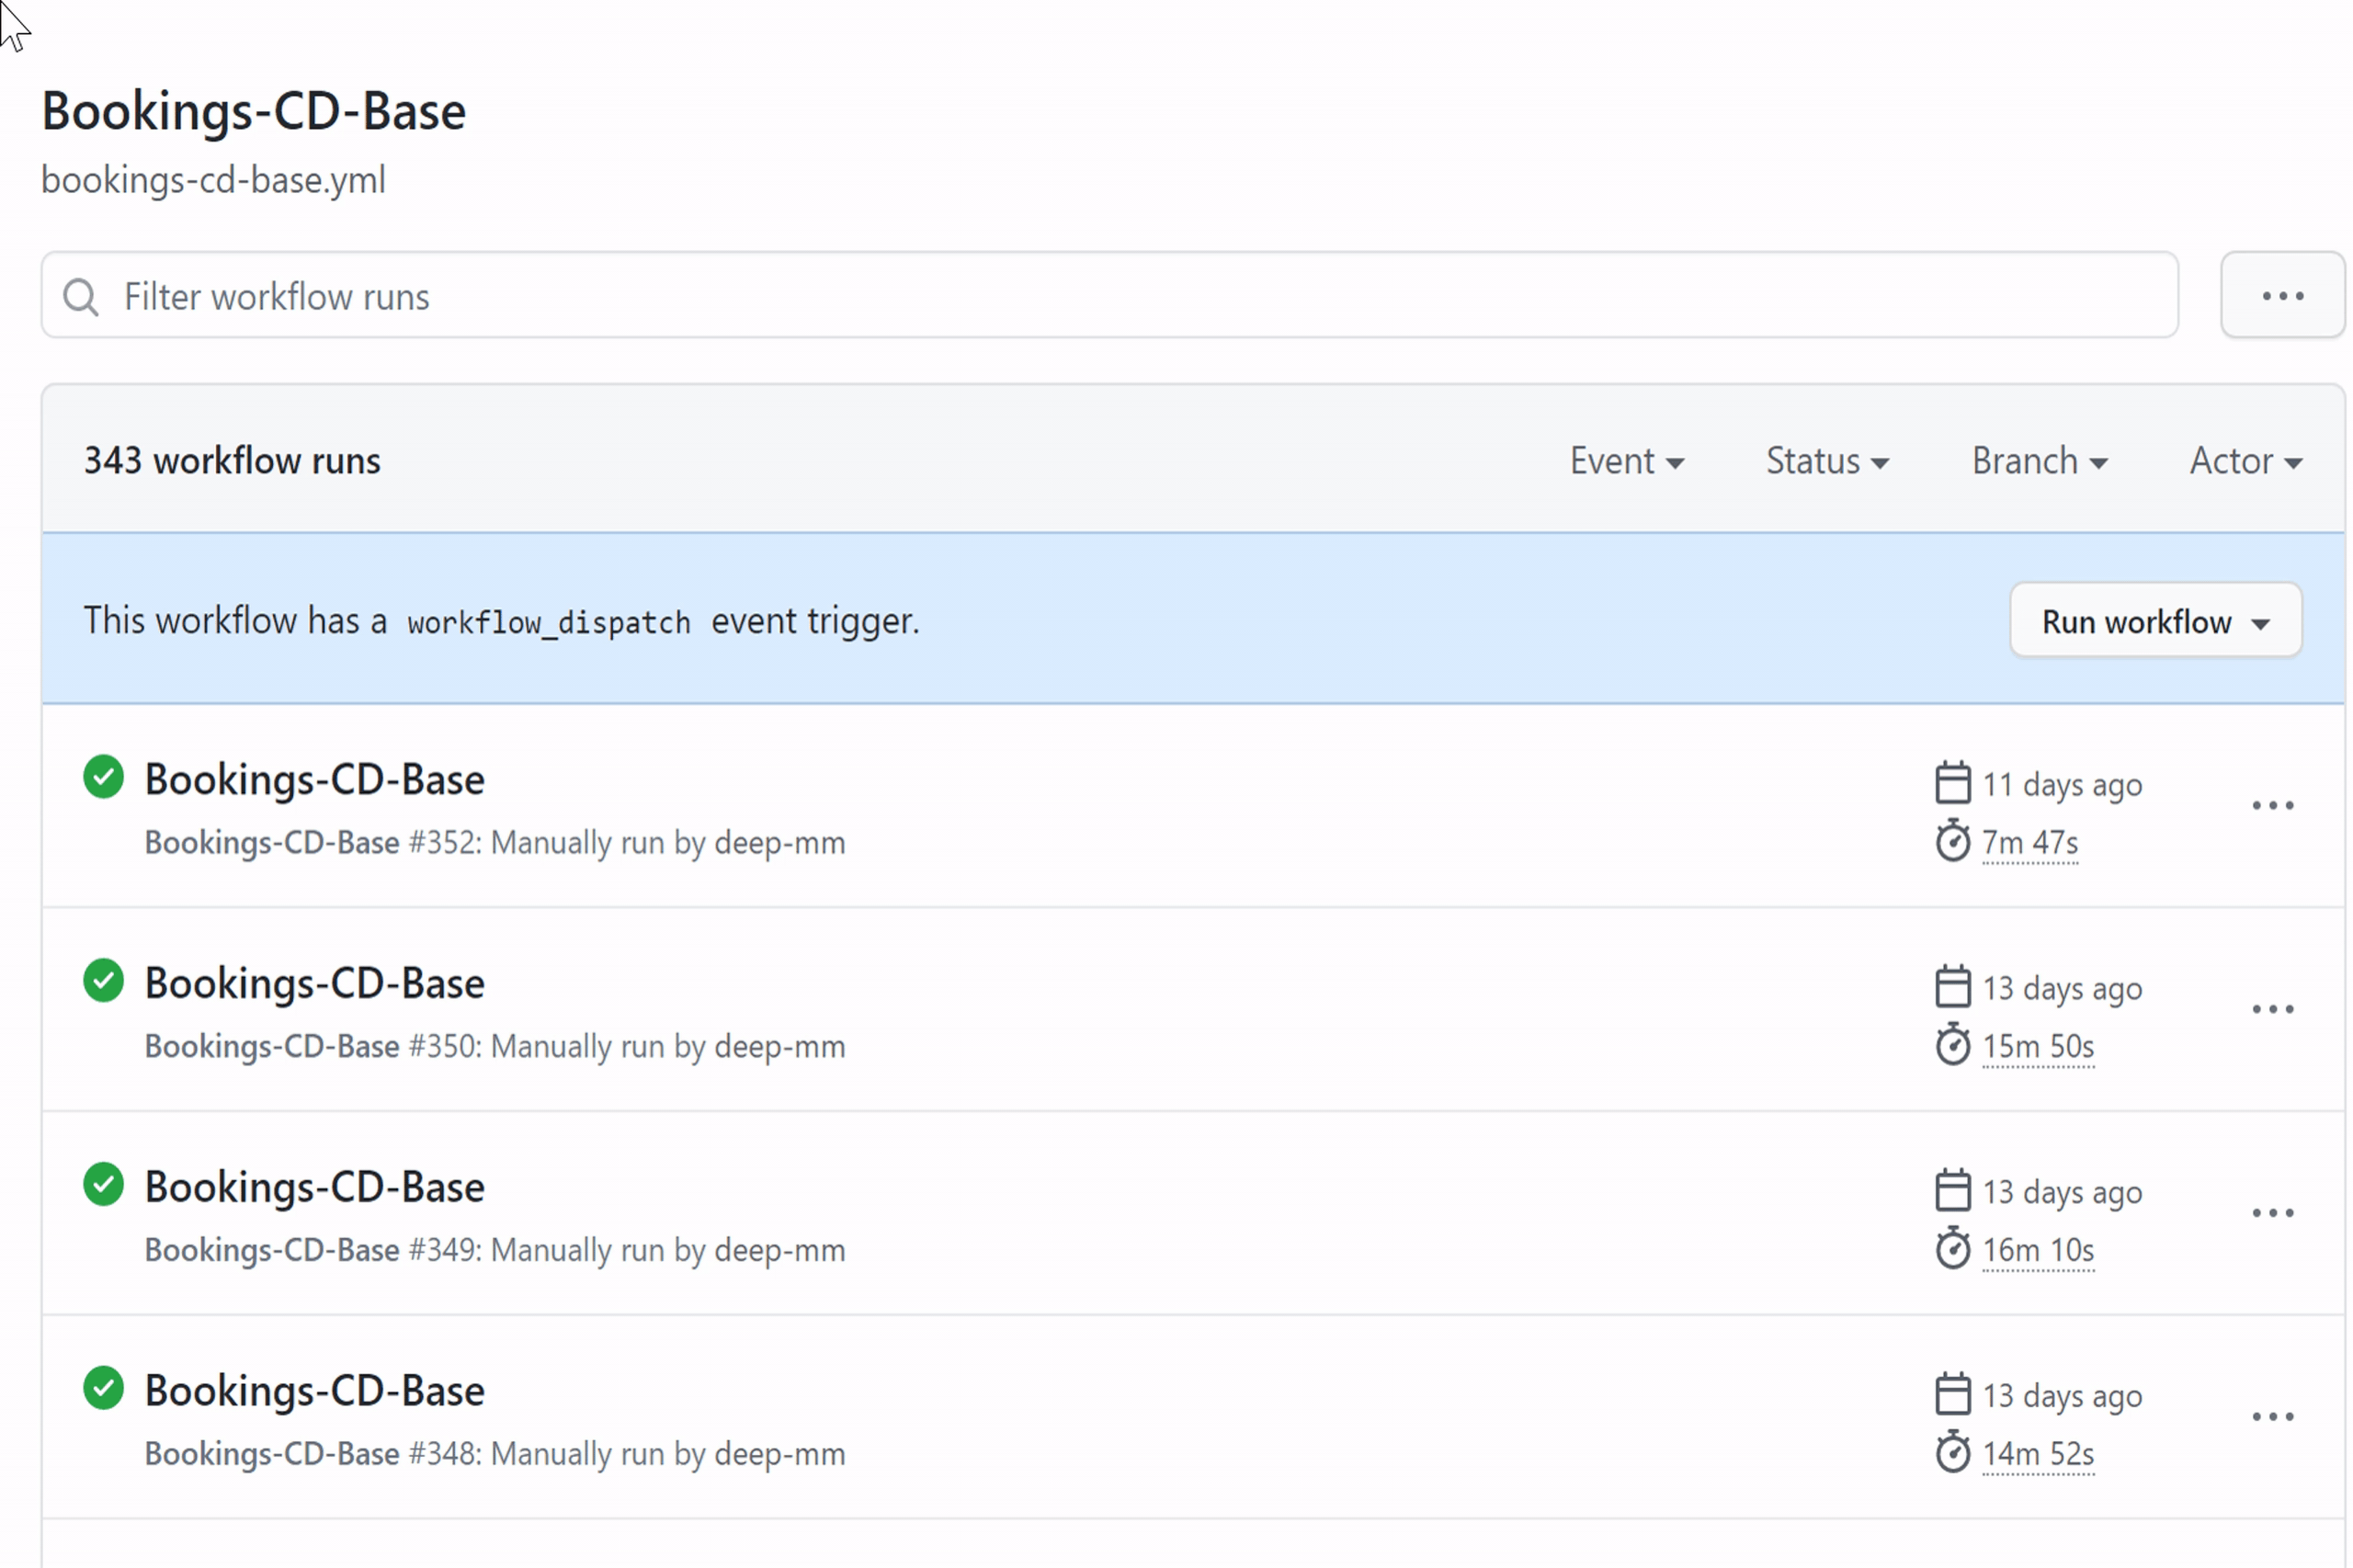 Bookings-CD-Base
bookings-cd-base.yml
Filter workflow runs
343 workflow runs Event Status Branch Actor
This workflow has a workflow_dispatch event trigger. Run workflow
Bookings-CD-Base 11 days ago
Bookings-CD-Base #352: Manually run by deep-mm 7m 47s
Bookings-CD-Base 13 days ago
Bookings-CD-Base #350: Manually run by deep-mm 15m 50s
Bookings-CD-Base 13 days ago
Bookings-CD-Base #349: Manually run by deep-mm 16m 10s
Bookings-CD-Base 13 days ago
Bookings-CD-Base #348: Manually run by deep-mm 14m 52s